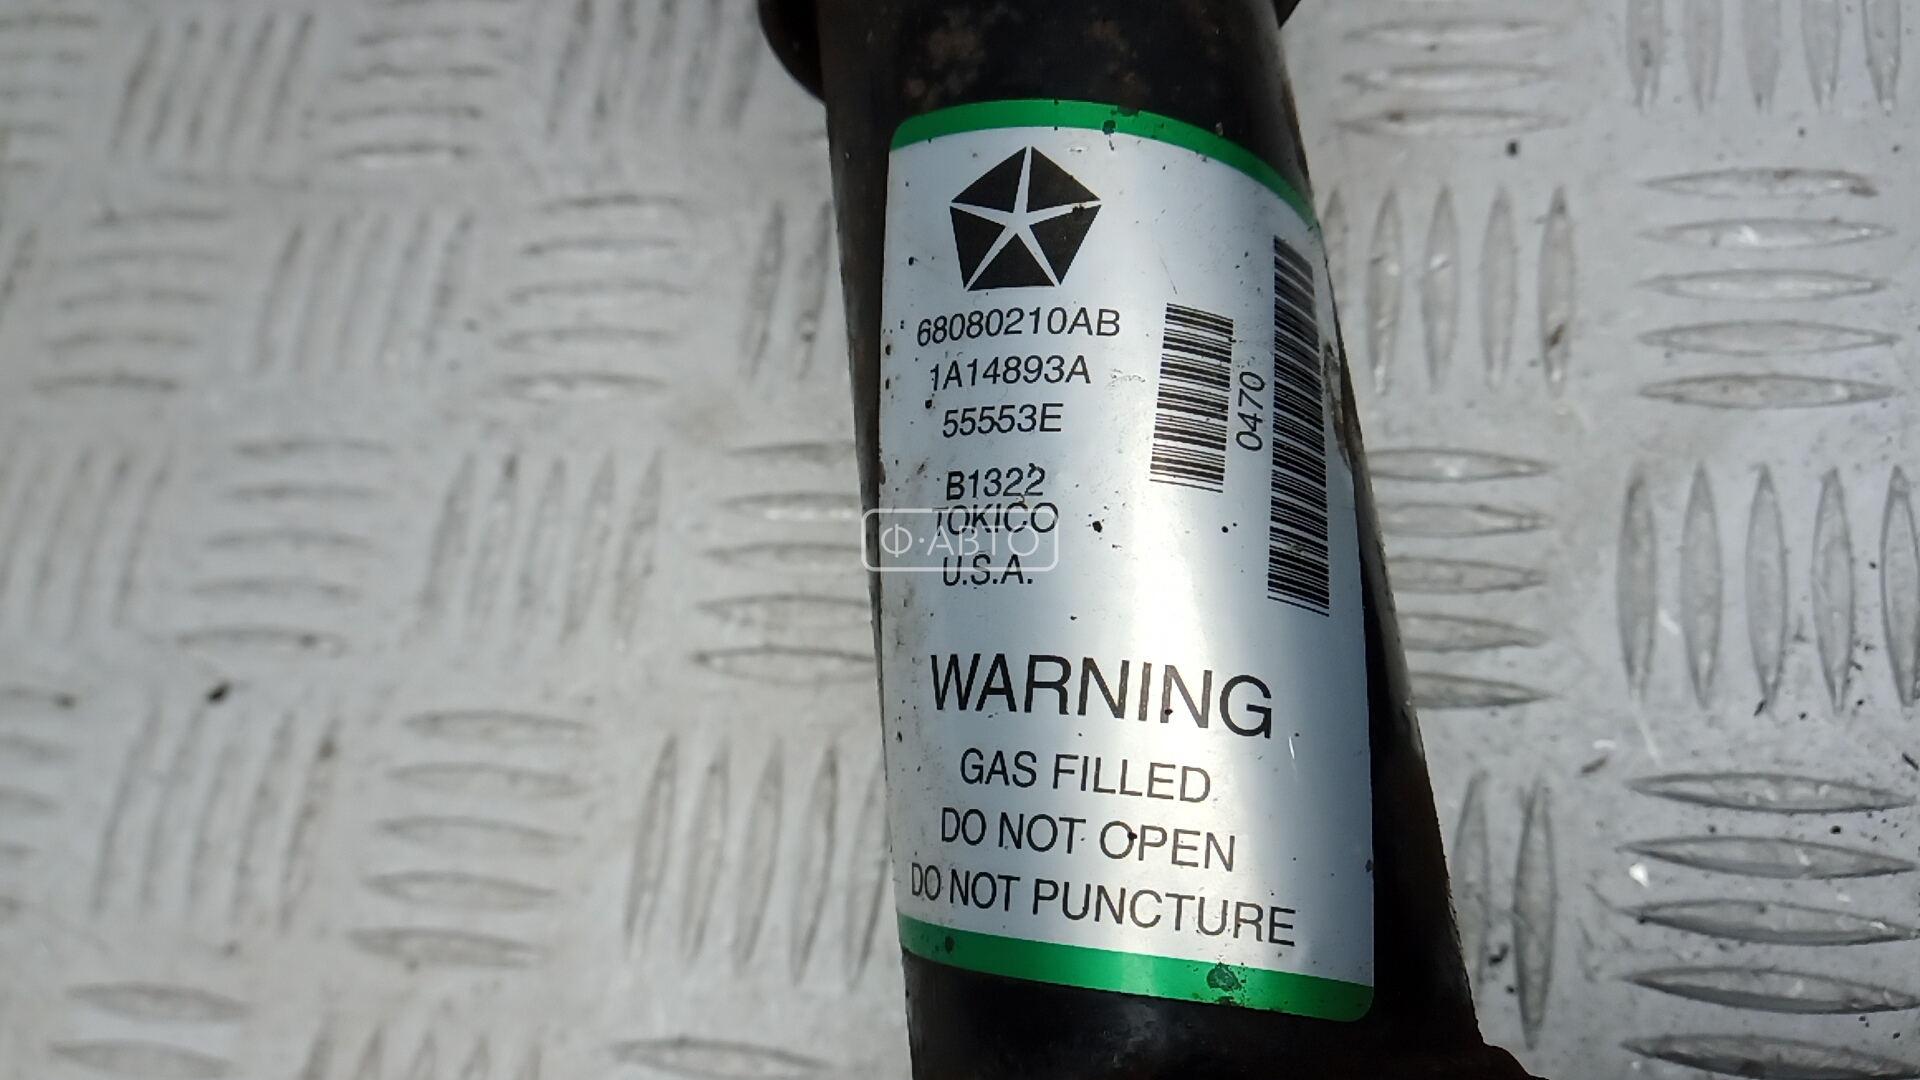 68080210AB
1A14893A
55553E
0470
B1322
TOKICO
Ф·АВТО
U.S.A.
WARNING
GAS FILLED
DO NOT OPEN
DO NOT PUNCTURE